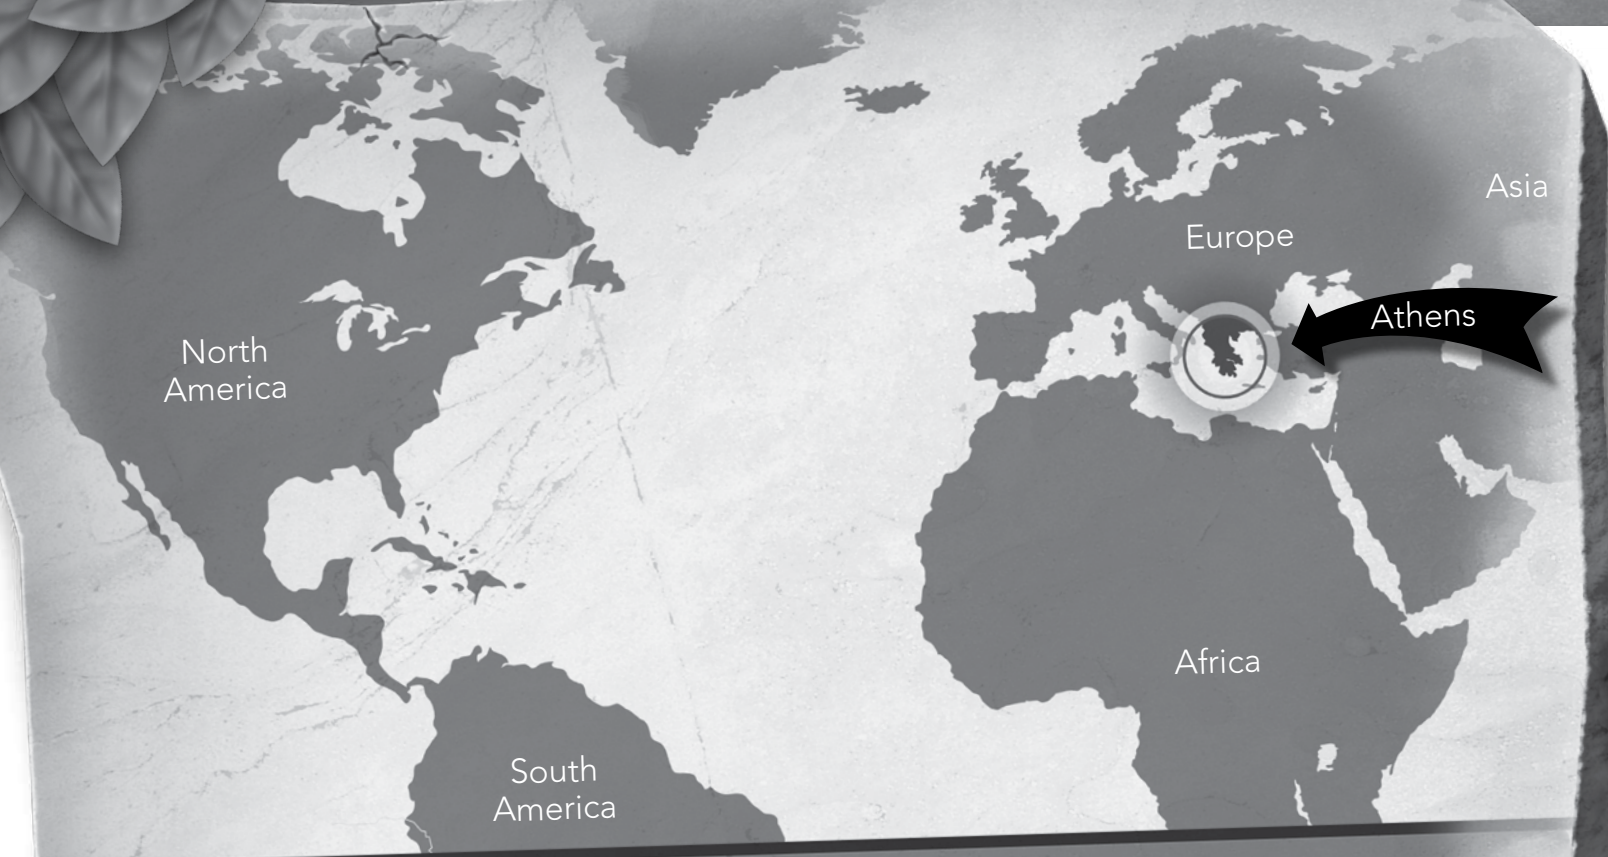 Asia
Europe
Athens
North
America
Africa
South
America